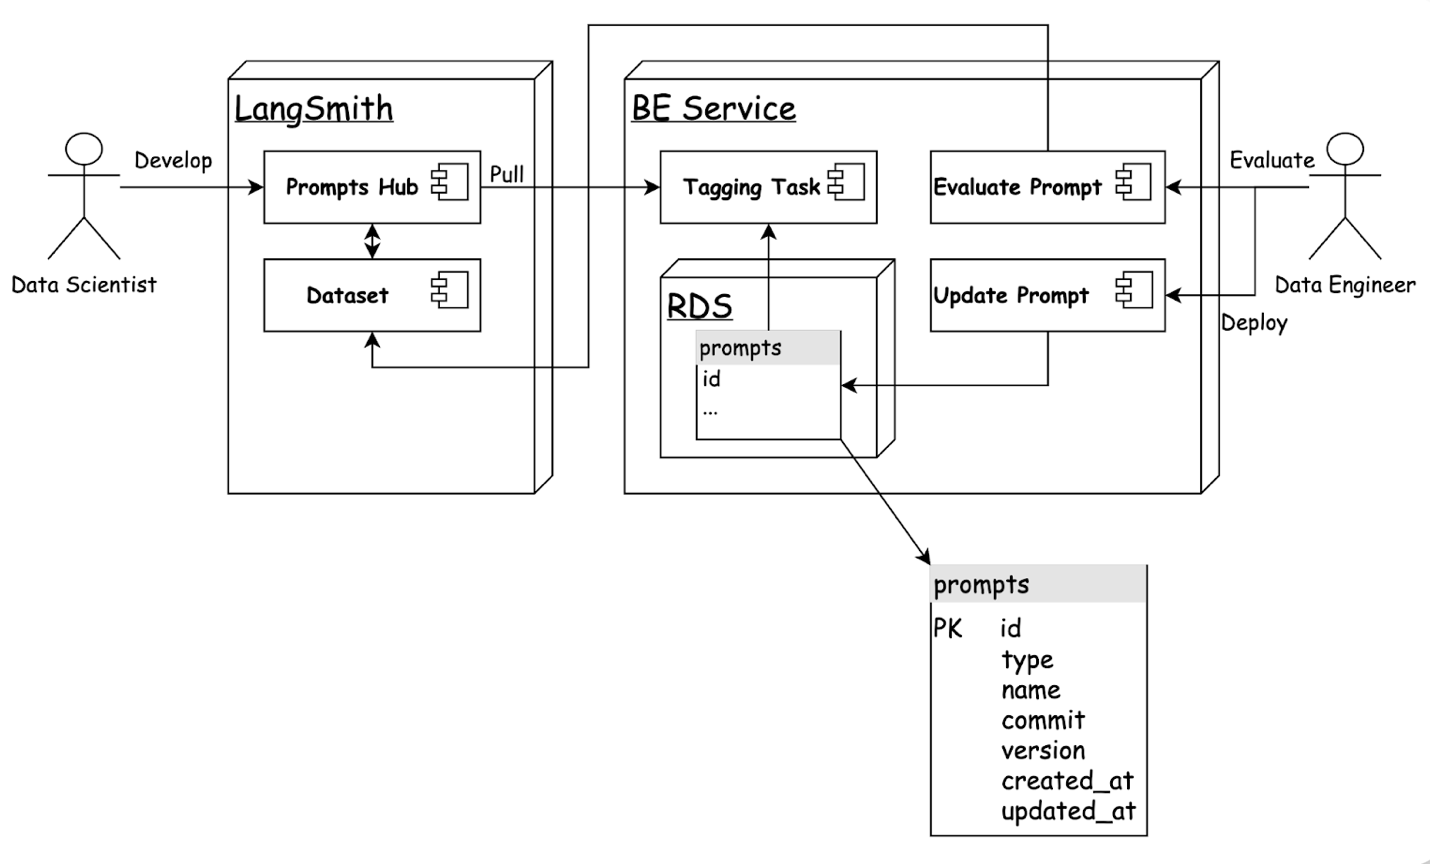 LangSmith
BE Service
Develop
Prompts Hub
Pull
Tagging Task
Evaluate Prompt
Evaluate
Data Scientist
Dataset
RDS
Update Prompt
Data Engineer
Deploy
prompts
id
...
prompts
PK id
type
name
commit
version
created_at
updated_at